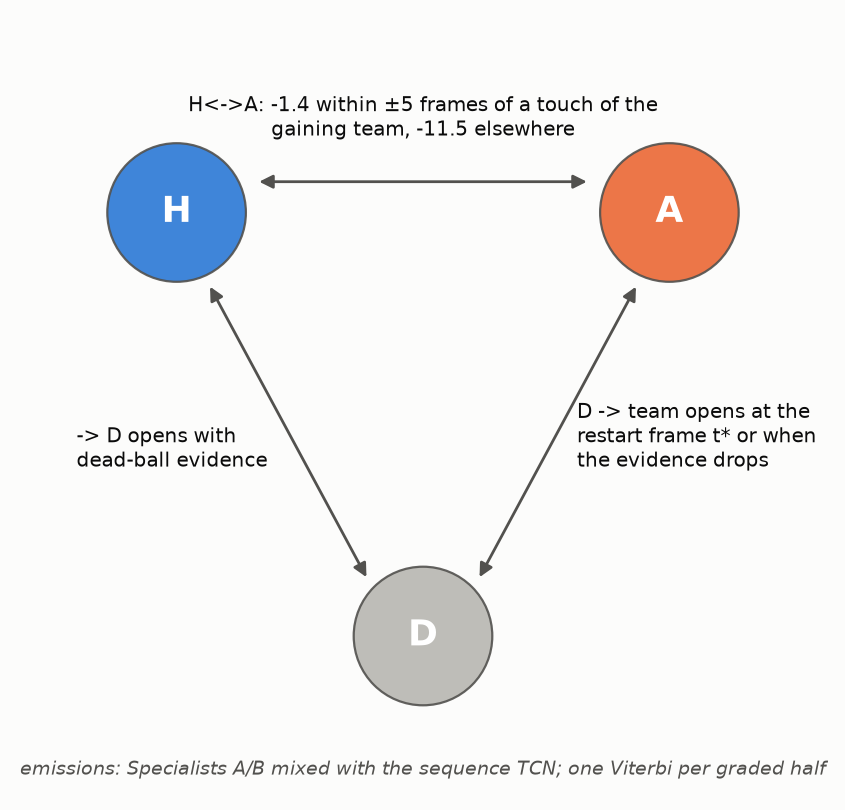 H<->A: -1.4 within ±5 frames of a touch of the
gaining team, -11.5 elsewhere
H
A
D -> team opens at the
restart frame t* or when
the evidence drops
-> D opens with
dead-ball evidence
D
emissions: Specialists A/B mixed with the sequence TCN; one Viterbi per graded half